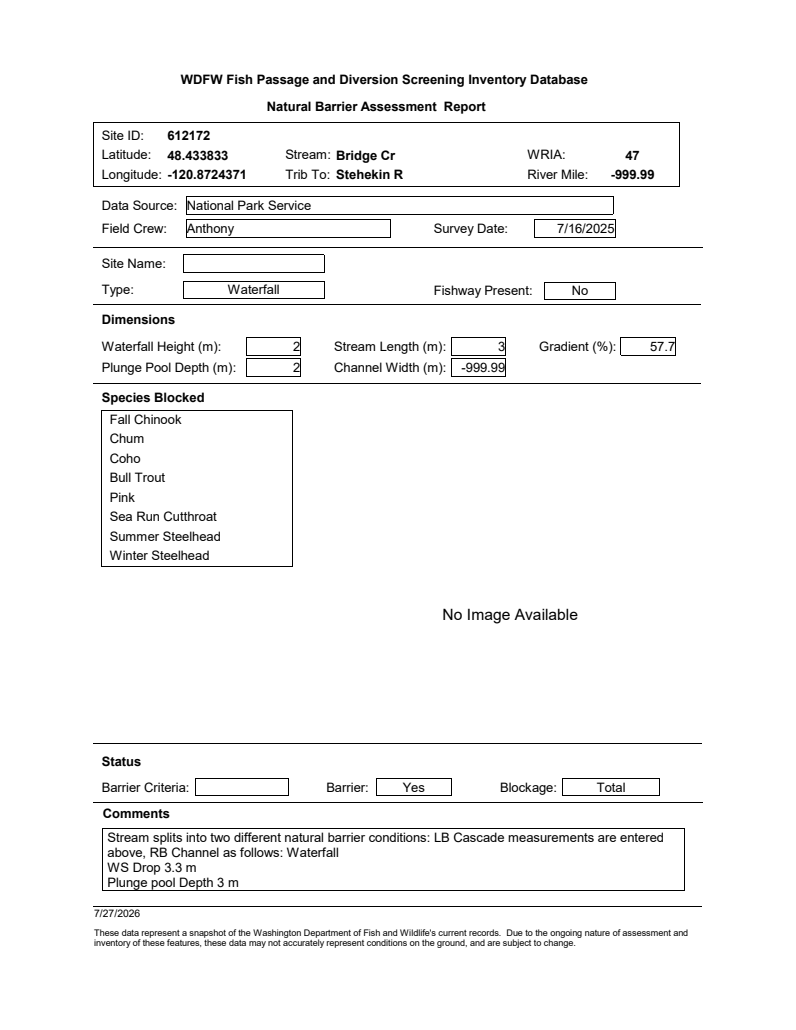 WDFW Fish Passage and Diversion Screening Inventory Database
Natural Barrier Assessment  Report
Site ID: 612172
Latitude: 48.433833 Stream: Bridge Cr WRIA: 47
Longitude: -120.8724371 Trib To: Stehekin R River Mile: -999.99
Data Source: National Park Service
Field Crew: Anthony Survey Date: 7/16/2025
Site Name:
Type: Waterfall Fishway Present: No
Dimensions
Waterfall Height (m): 2 Stream Length (m): 3 Gradient (%): 57.7
Plunge Pool Depth (m): 2 Channel Width (m): -999.99
Species Blocked
Fall Chinook
Chum
Coho
Bull Trout
Pink
Sea Run Cutthroat
Summer Steelhead
Winter Steelhead
No Image Available
Status
Barrier Criteria: Barrier: Yes Blockage: Total
Comments
Stream splits into two different natural barrier conditions: LB Cascade measurements are entered
above, RB Channel as follows: Waterfall
WS Drop 3.3 m
Plunge pool Depth 3 m
7/27/2026
These data represent a snapshot of the Washington Department of Fish and Wildlife's current records.  Due to the ongoing nature of assessment and
inventory of these features, these data may not accurately represent conditions on the ground, and are subject to change.